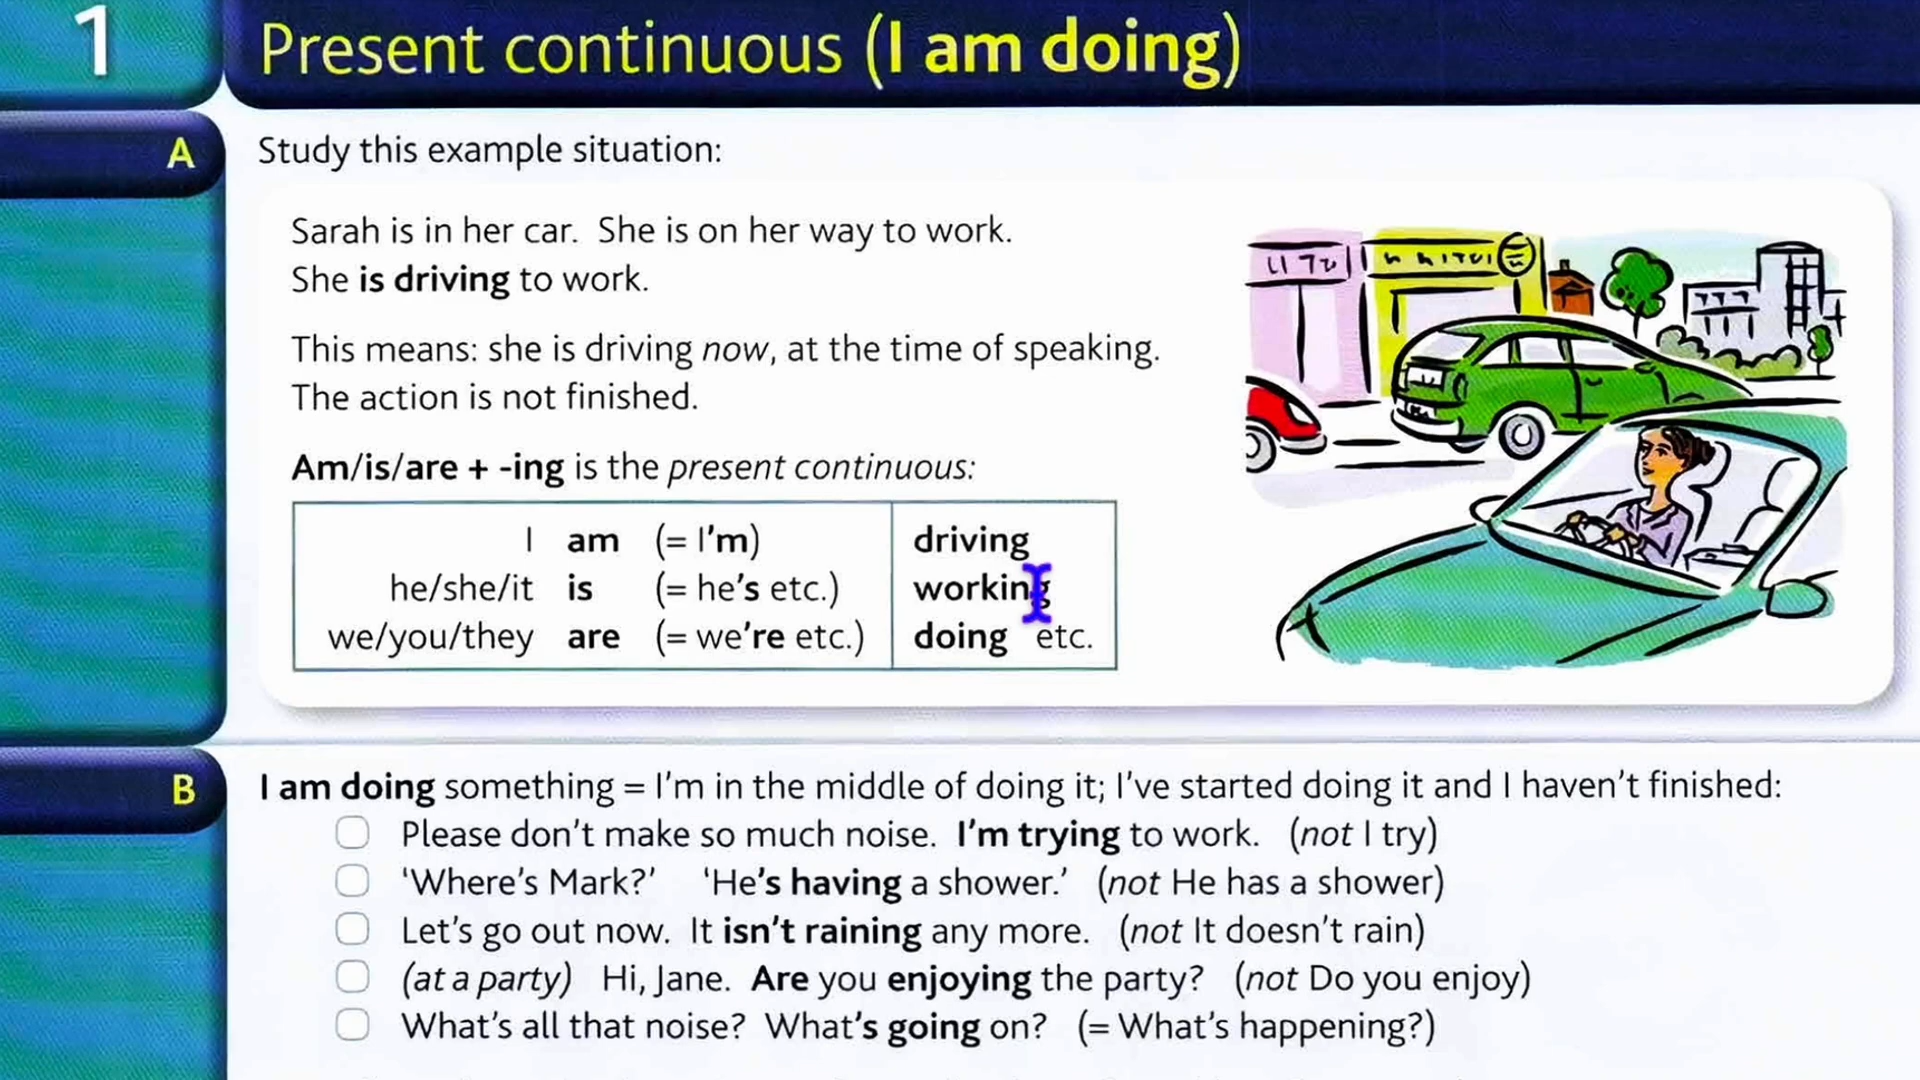 1
Present continuous (I am doing)
A
Study this example situation:
Sarah is in her car. She is on her way to work.
She is driving to work.
This means: she is driving now, at the time of speaking.
The action is not finished.
Am/is/are + -ing is the present continuous:
I am (= I'm) driving
he/she/it is (= he's etc.) working
we/you/they are (= we're etc.) doing etc.
B
I am doing something = I'm in the middle of doing it; I've started doing it and I haven't finished:
Please don't make so much noise. I'm trying to work. (not I try)
'Where's Mark?' 'He's having a shower.' (not He has a shower)
Let's go out now. It isn't raining any more. (not It doesn't rain)
(at a party) Hi, Jane. Are you enjoying the party? (not Do you enjoy)
What's all that noise? What's going on? (= What's happening?)